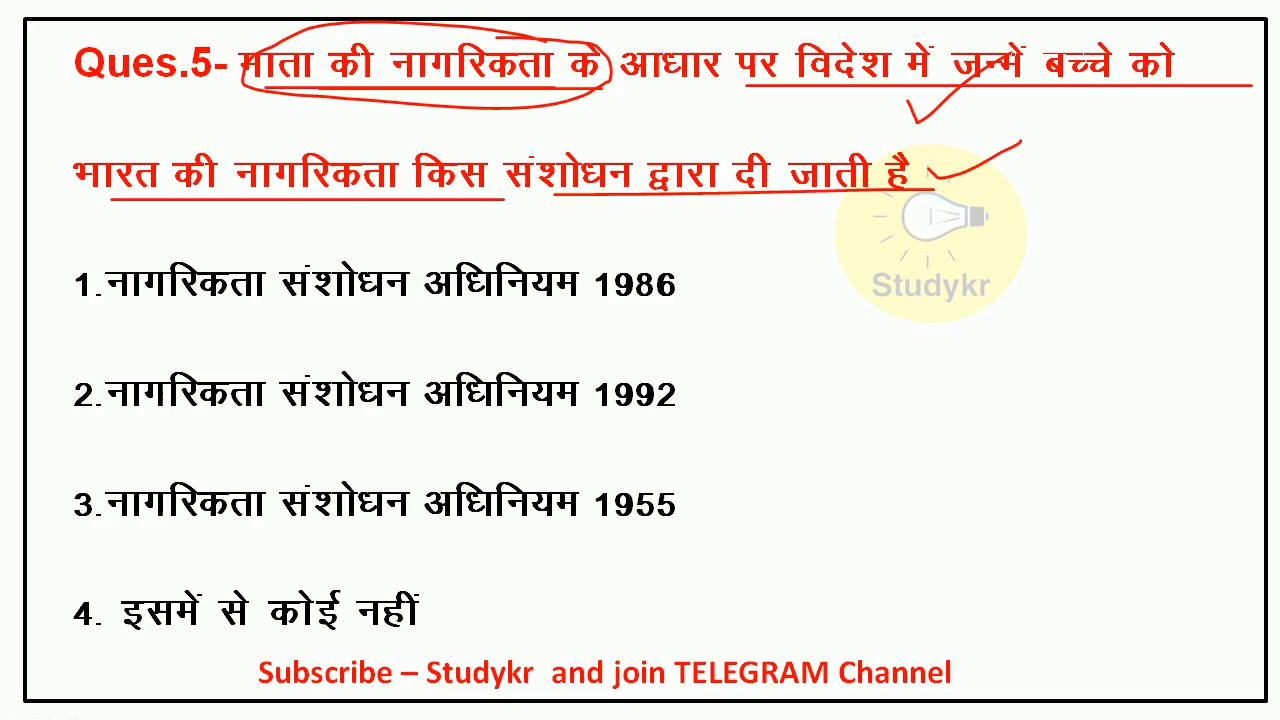 Ques.5- माता की नागरिकता के आधार पर विदेश में जन्में बच्चे को
भारत की नागरिकता किस संशोधन द्वारा दी जाती है
Studykr
1.नागरिकता संशोधन अधिनियम 1986
2.नागरिकता संशोधन अधिनियम 1992
3.नागरिकता संशोधन अधिनियम 1955
4. इसमें से कोई नहीं
Subscribe – Studykr and join TELEGRAM Channel